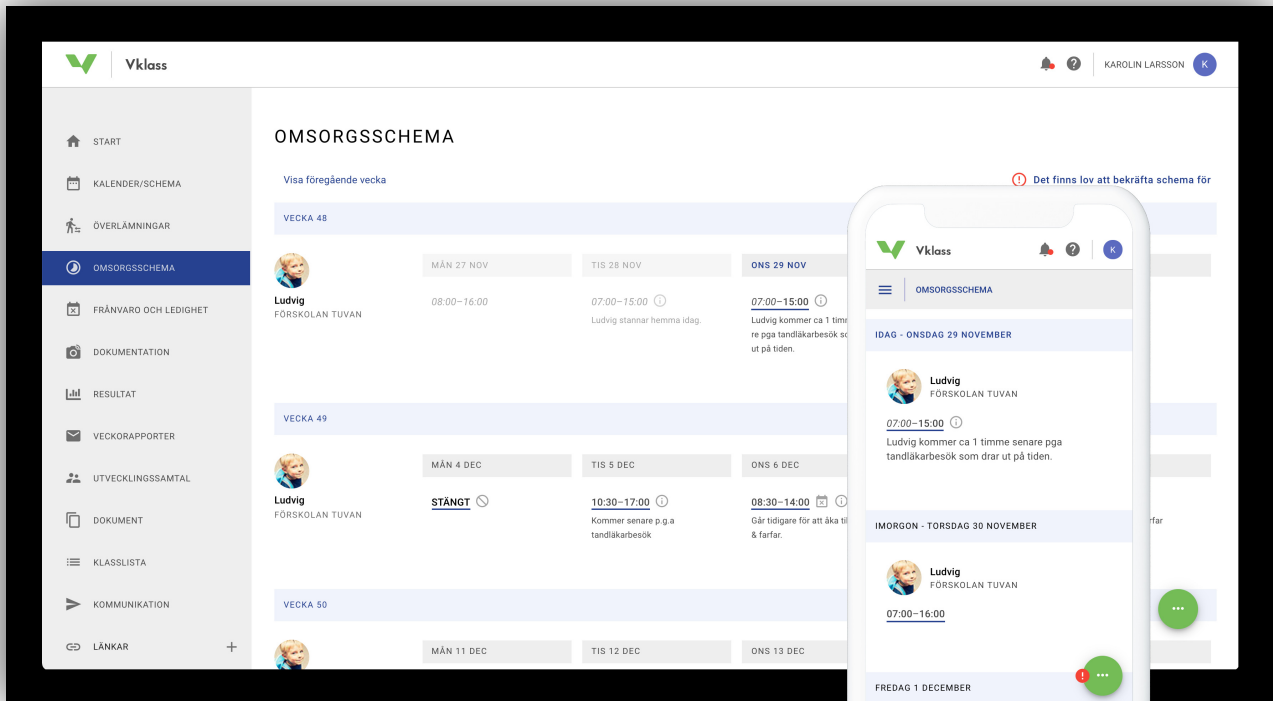 Vklass
KAROLIN LARSSON
K
START
KALENDER/SCHEMA
ÖVERLÄMNINGAR
OMSORGSSCHEMA
FRÅNVARO OCH LEDIGHET
DOKUMENTATION
RESULTAT
VECKORAPPORTER
UTVECKLINGSSAMTAL
DOKUMENT
KLASSLISTA
KOMMUNIKATION
LÄNKAR
OMSORGSSCHEMA
Visa föregående vecka
Det finns lov att bekräfta schema för
VECKA 48
MÅN 27 NOV
TIS 28 NOV
ONS 29 NOV
Ludvig
FÖRSKOLAN TUVAN
08:00–16:00
07:00–15:00
Ludvig stannar hemma idag.
07:00–15:00
Ludvig kommer ca 1
re pga tandläkarbesök
ut på tiden.
VECKA 49
MÅN 4 DEC
TIS 5 DEC
ONS 6 DEC
Ludvig
FÖRSKOLAN TUVAN
STÄNGT
10:30–17:00
Kommer senare p.g.a
tandläkarbesök
08:30–14:00
Går tidigare för att åka
& farfar.
VECKA 50
MÅN 11 DEC
TIS 12 DEC
ONS 13 DEC
Vklass
K
OMSORGSSCHEMA
IDAG - ONSDAG 29 NOVEMBER
Ludvig
FÖRSKOLAN TUVAN
07:00–15:00
Ludvig kommer ca 1 timme senare pga
tandläkarbesök som drar ut på tiden.
IMORGON - TORSDAG 30 NOVEMBER
Ludvig
FÖRSKOLAN TUVAN
07:00–16:00
FREDAG 1 DECEMBER